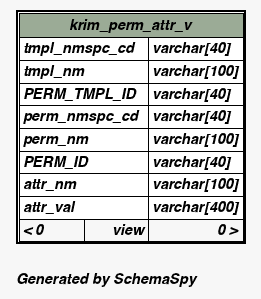 krim_perm_attr_v
tmpl_nmspc_cd varchar[40]
tmpl_nm varchar[100]
PERM_TMPL_ID varchar[40]
perm_nmspc_cd varchar[40]
perm_nm varchar[100]
PERM_ID varchar[40]
attr_nm varchar[100]
attr_val varchar[400]
< 0 view 0 >
Generated by SchemaSpy